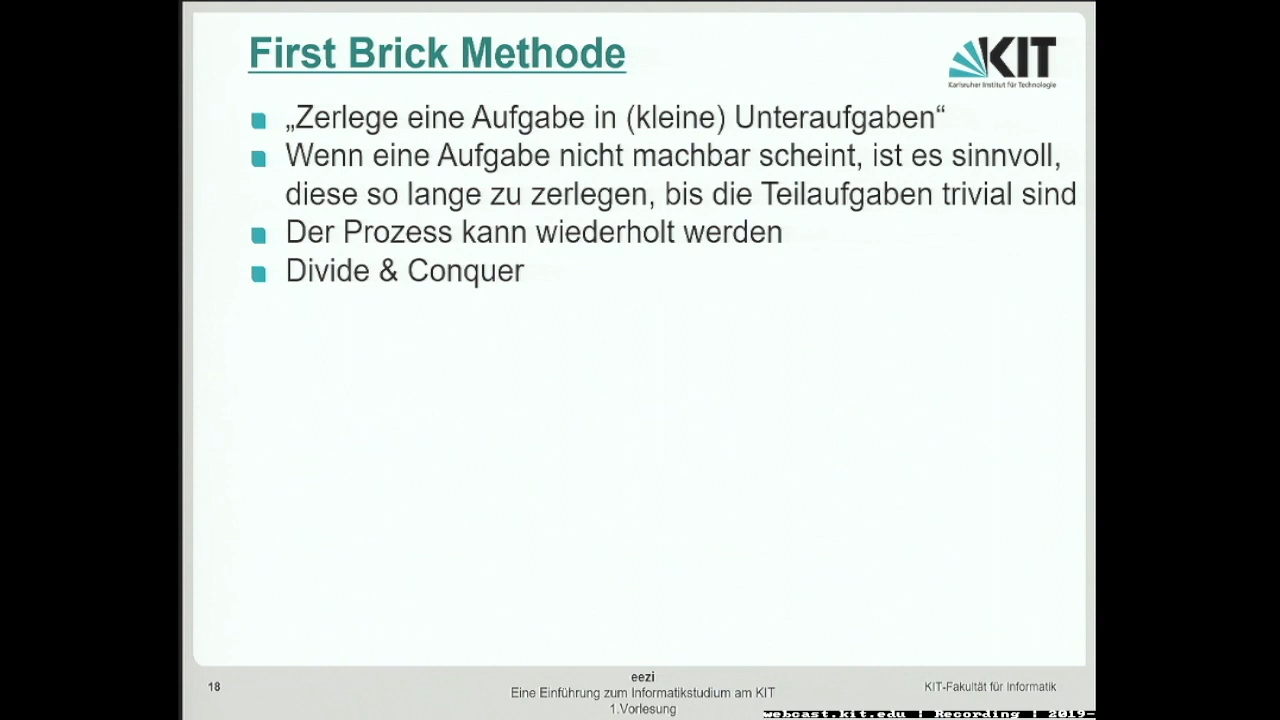 First Brick Methode
KIT
Karlsruher Institut für Technologie
„Zerlege eine Aufgabe in (kleine) Unteraufgaben“
Wenn eine Aufgabe nicht machbar scheint, ist es sinnvoll,
diese so lange zu zerlegen, bis die Teilaufgaben trivial sind
Der Prozess kann wiederholt werden
Divide & Conquer
18
eezi
Eine Einführung zum Informatikstudium am KIT
1.Vorlesung
KIT-Fakultät für Informatik
webcast.kit.edu | Recording | 2019-